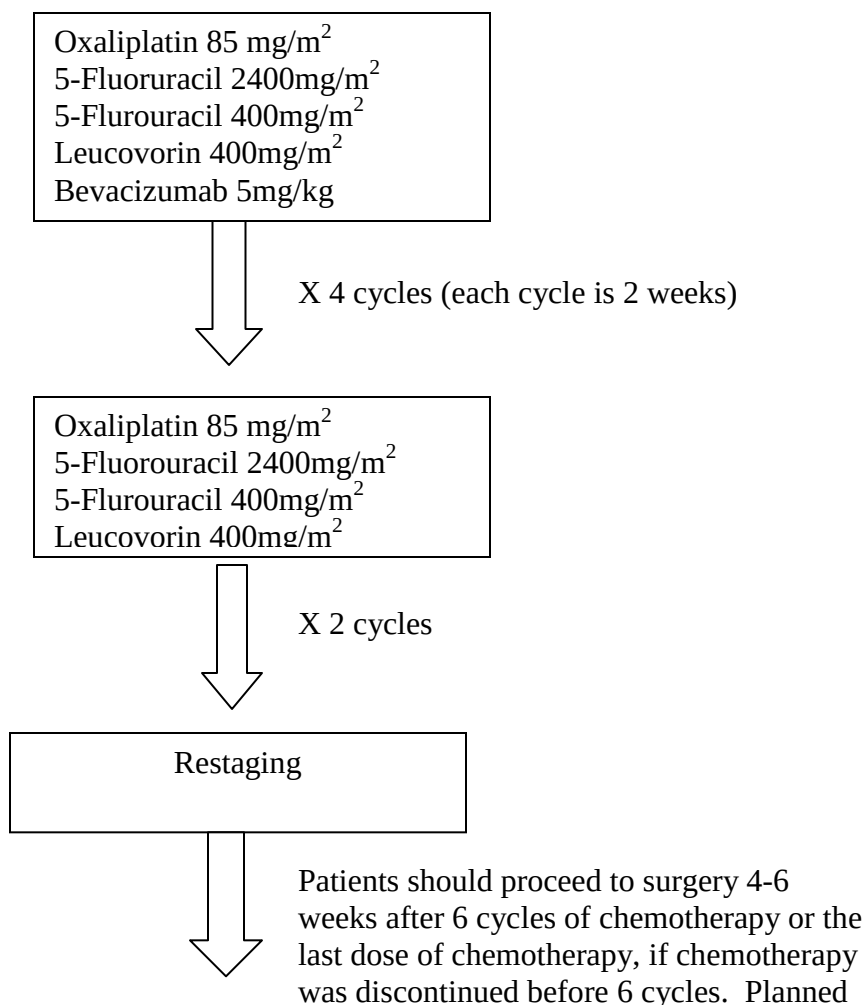 Oxaliplatin 85 mg/m²
5-Fluoruracil 2400mg/m²
5-Flurouracil 400mg/m²
Leucovorin 400mg/m²
Bevacizumab 5mg/kg
X 4 cycles (each cycle is 2 weeks)
Oxaliplatin 85 mg/m²
5-Fluorouracil 2400mg/m²
5-Flurouracil 400mg/m²
Leucovorin 400mg/m²
X 2 cycles
Restaging
Patients should proceed to surgery 4-6
weeks after 6 cycles of chemotherapy or the
last dose of chemotherapy, if chemotherapy
was discontinued before 6 cycles. Planned